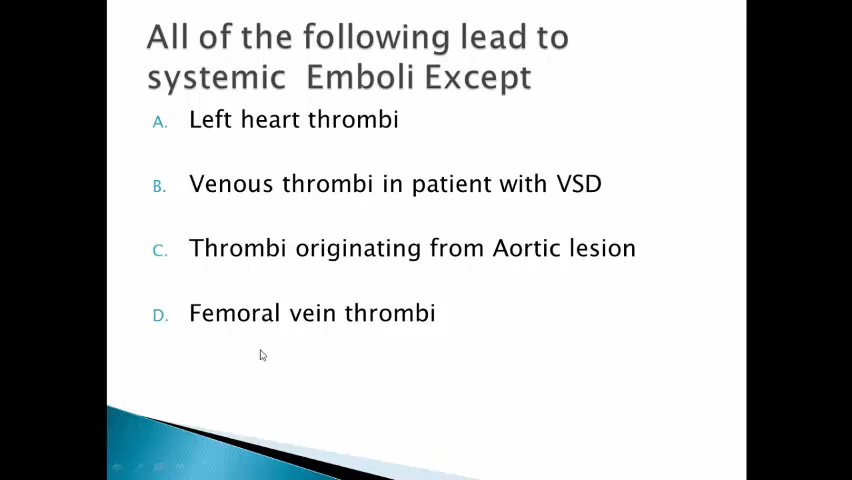 All of the following lead to
systemic Emboli Except
A. Left heart thrombi
B. Venous thrombi in patient with VSD
C. Thrombi originating from Aortic lesion
D. Femoral vein thrombi